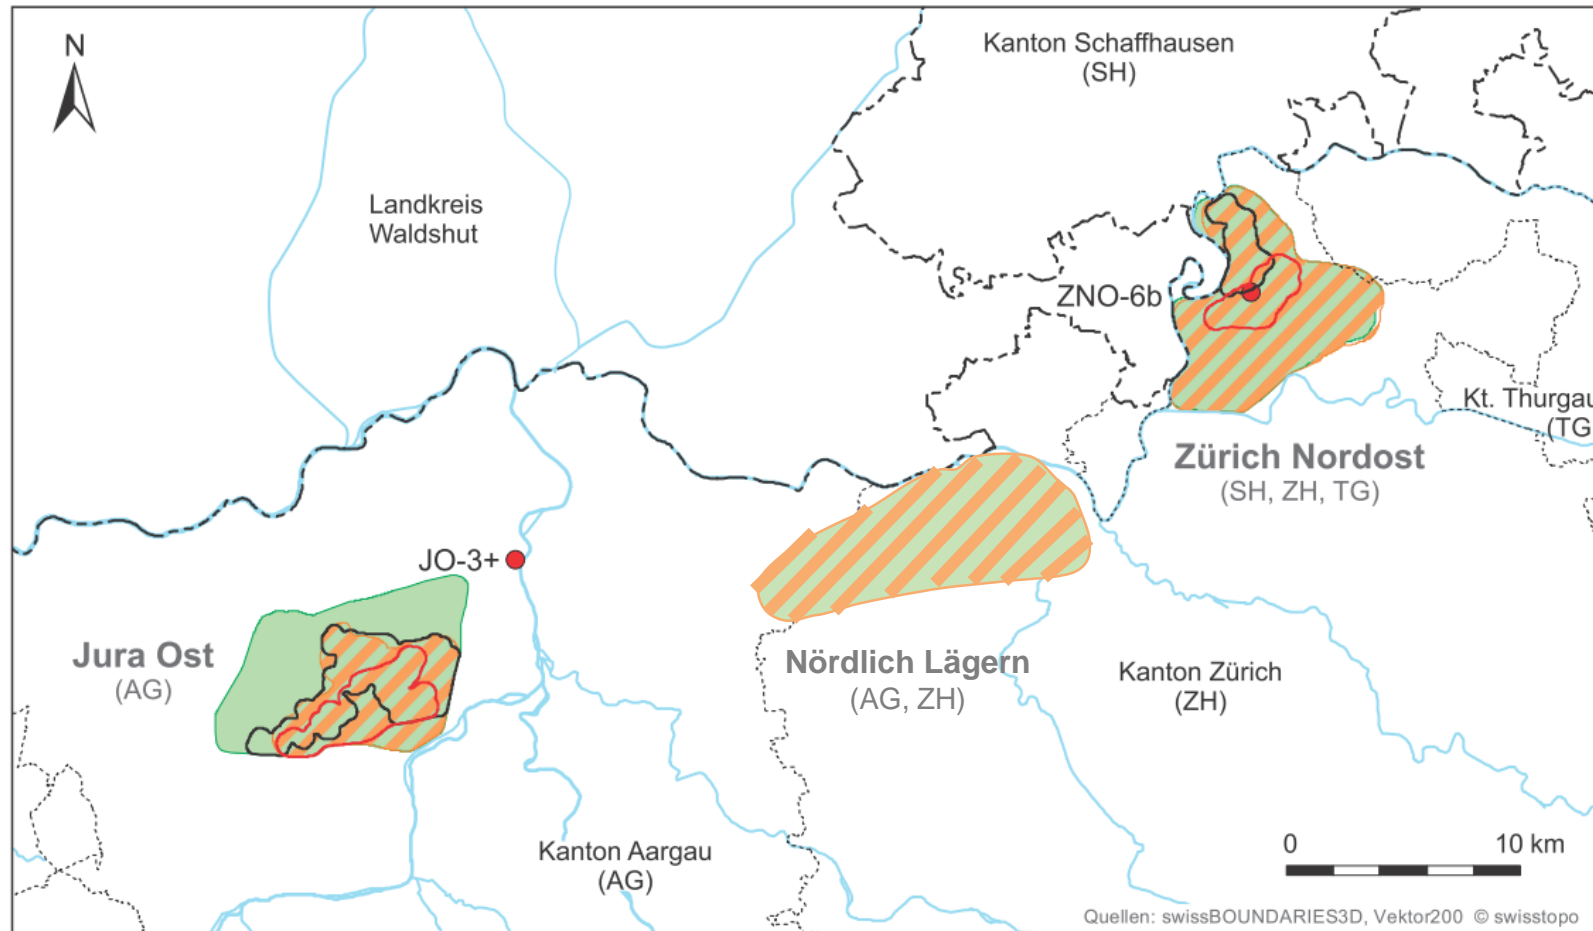 N
Kanton Schaffhausen
(SH)
Landkreis
Waldshut
ZNO-6b
Kt. Thurgau
(TG
Zürich Nordost
(SH, ZH, TG)
JO-3+
Jura Ost
(AG)
Nördlich Lägern
(AG, ZH)
Kanton Zürich
(ZH)
Kanton Aargau
(AG)
0 10 km
Quellen: swissBOUNDARIES3D, Vektor200 © swisstopo